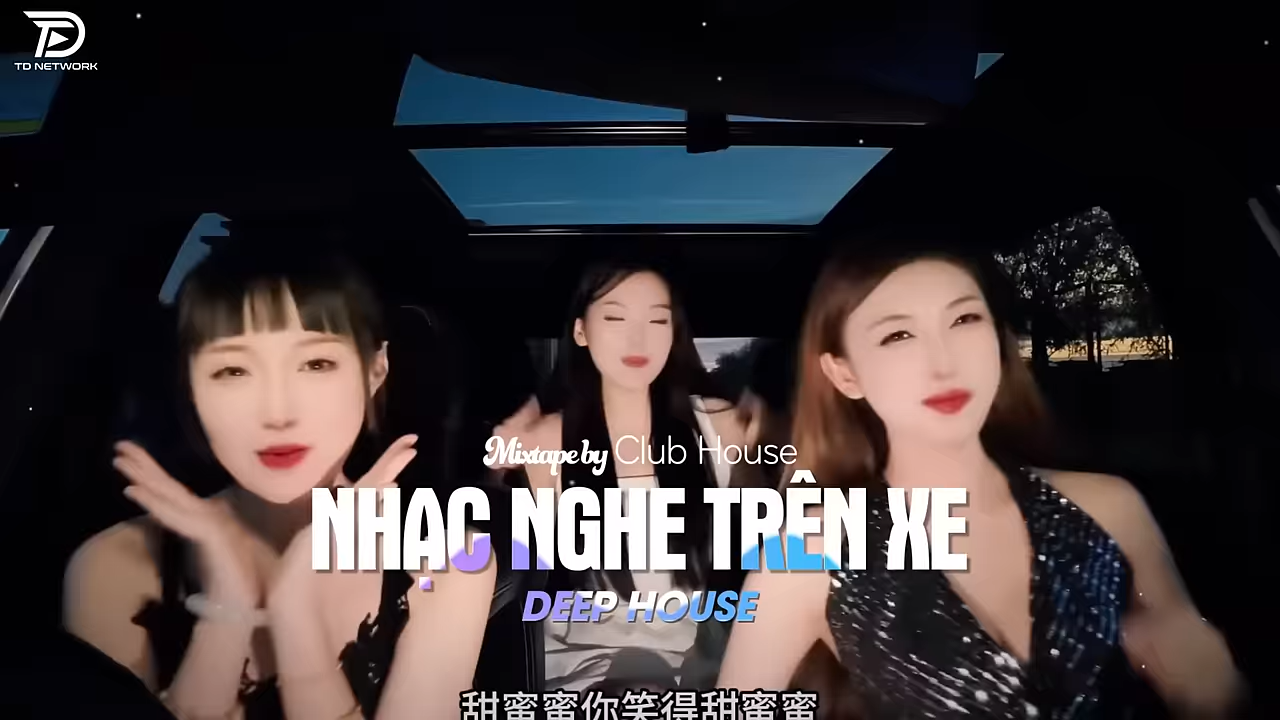 TD NETWORK
Mixtape by Club House
NHẠC NGHE TRÊN XE
DEEP HOUSE
甜蜜蜜你笑得甜蜜蜜